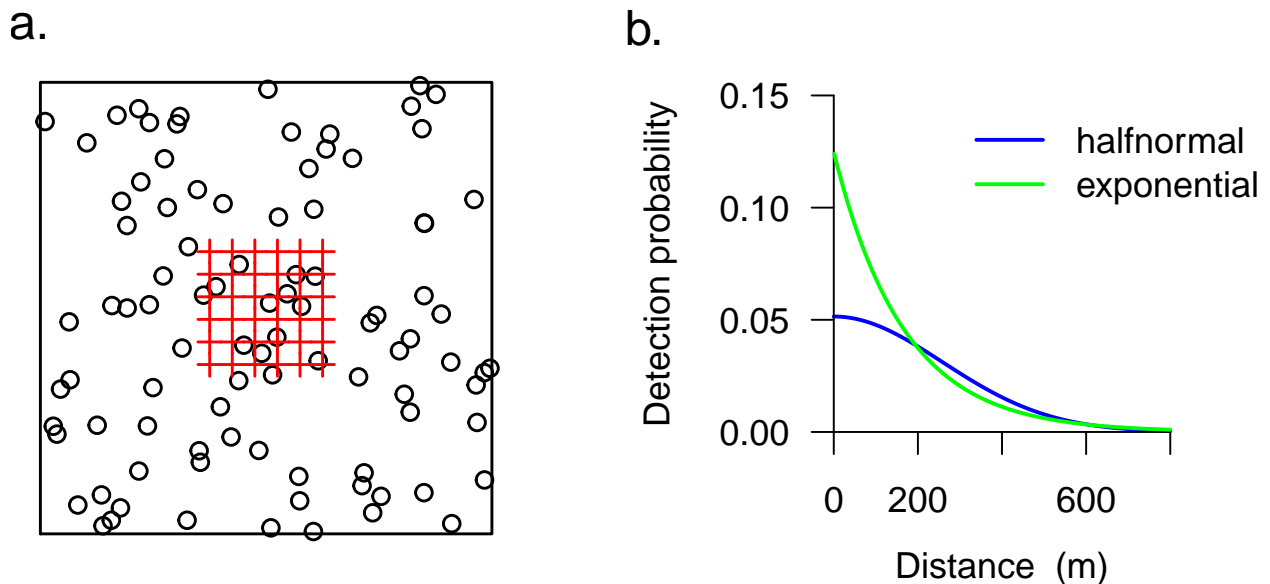 a.
b.
0.15
0.10
0.05
0.00
Detection probability
halfnormal
exponential
0 200 600
Distance (m)